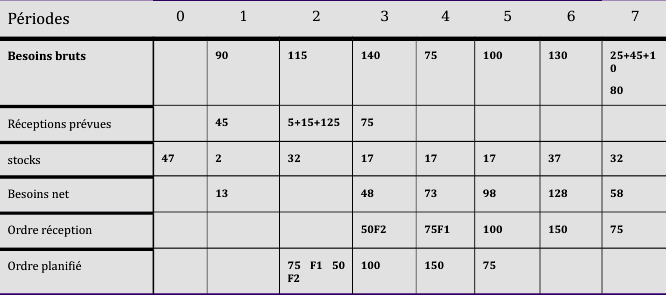 Périodes 0 1 2 3 4 5 6 7
Besoins bruts 90 115 140 75 100 130 25+45+1
0
80
Réceptions prévues 45 5+15+125 75
stocks 47 2 32 17 17 17 37 32
Besoins net 13 48 73 98 128 58
Ordre réception 50F2 75F1 100 150 75
Ordre planifié 75 F1 50 100 150 75
F2